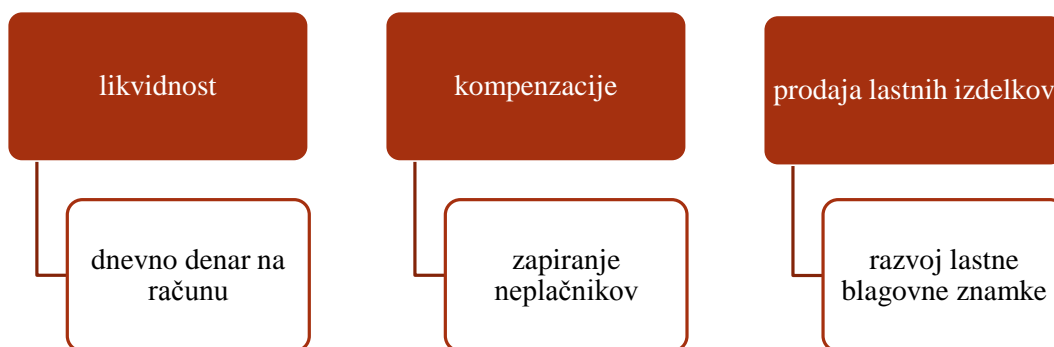 likvidnost
kompenzacije
prodaja lastnih izdelkov
dnevno denar na
računu
zapiranje
neplačnikov
razvoj lastne
blagovne znamke